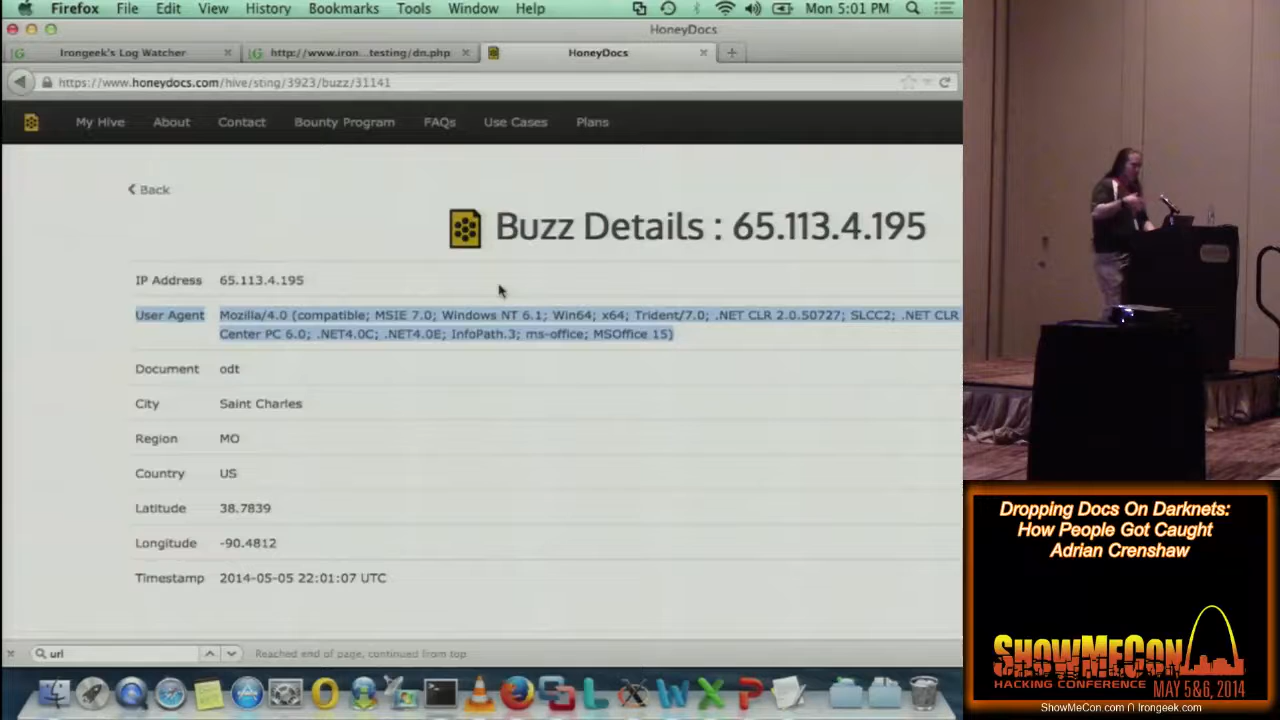 Firefox File Edit View History Bookmarks Tools Window Help Mon 5:01 PM
HoneyDocs
Irongeek's Log Watcher × http://www.iron...testing/dn.php × HoneyDocs × +
https://www.honeydocs.com/hive/sting/3923/buzz/31141
My Hive About Contact Bounty Program FAQs Use Cases Plans
Back
Buzz Details : 65.113.4.195
IP Address 65.113.4.195
User Agent Mozilla/4.0 (compatible; MSIE 7.0; Windows NT 6.1; Win64; x64; Trident/7.0; .NET CLR 2.0.50727; SLCC2; .NET CLR
Center PC 6.0; .NET4.0C; .NET4.0E; InfoPath.3; ms-office; MSOffice 15)
Document odt
City Saint Charles
Region MO
Country US
Latitude 38.7839
Longitude -90.4812
Timestamp 2014-05-05 22:01:07 UTC
× url Reached end of page, continued from top
Dropping Docs On Darknets:
How People Got Caught
Adrian Crenshaw
SHOWMECON
HACKING CONFERENCE MAY 5&6, 2014
ShowMeCon.com ∩ Irongeek.com